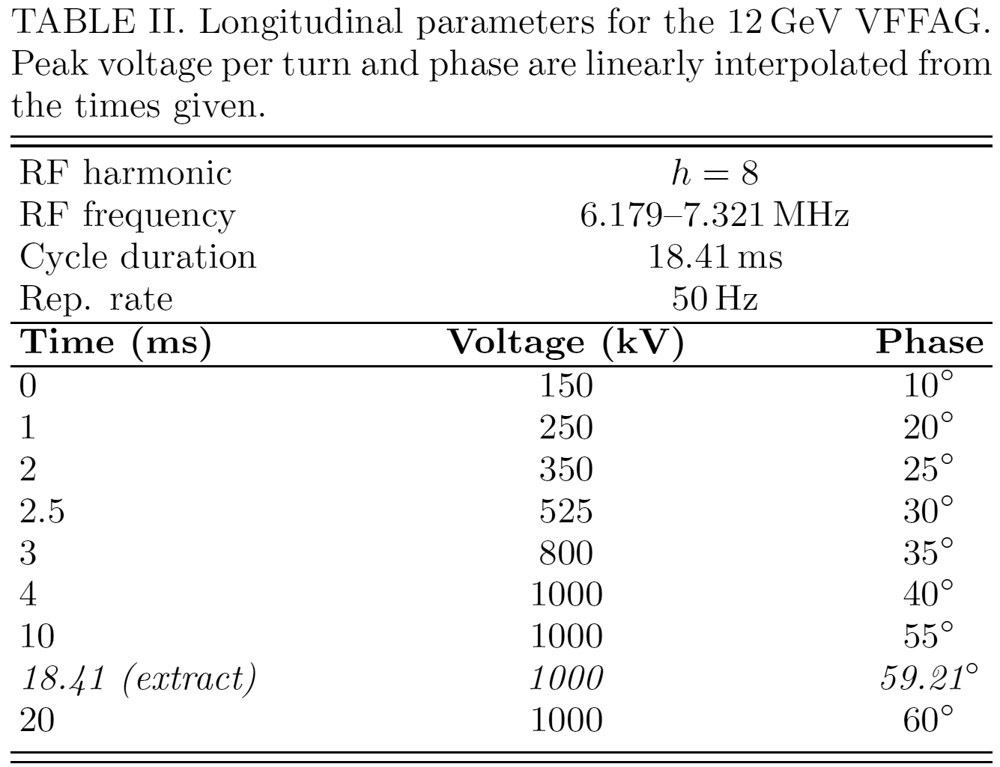 TABLE II. Longitudinal parameters for the 12 GeV VFFAG.
Peak voltage per turn and phase are linearly interpolated from
the times given.
RF harmonic h = 8
RF frequency 6.179–7.321 MHz
Cycle duration 18.41 ms
Rep. rate 50 Hz
Time (ms) Voltage (kV) Phase
0 150 10°
1 250 20°
2 350 25°
2.5 525 30°
3 800 35°
4 1000 40°
10 1000 55°
18.41 (extract) 1000 59.21°
20 1000 60°